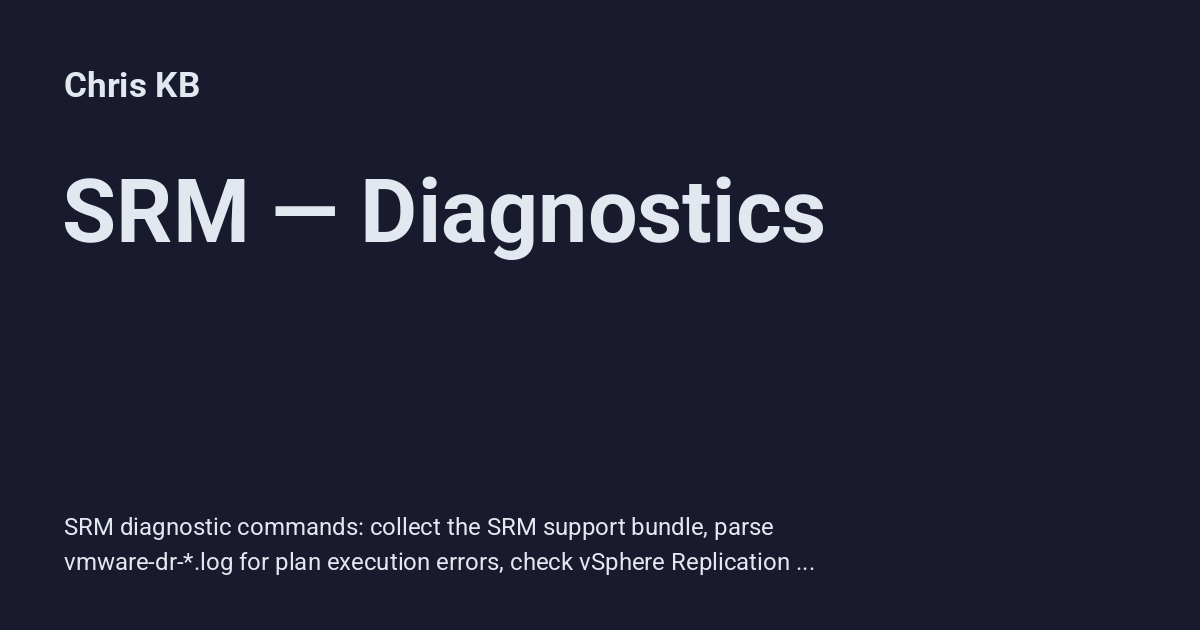 Chris KB
SRM — Diagnostics
SRM diagnostic commands: collect the SRM support bundle, parse
vmware-dr-*.log for plan execution errors, check vSphere Replication ...